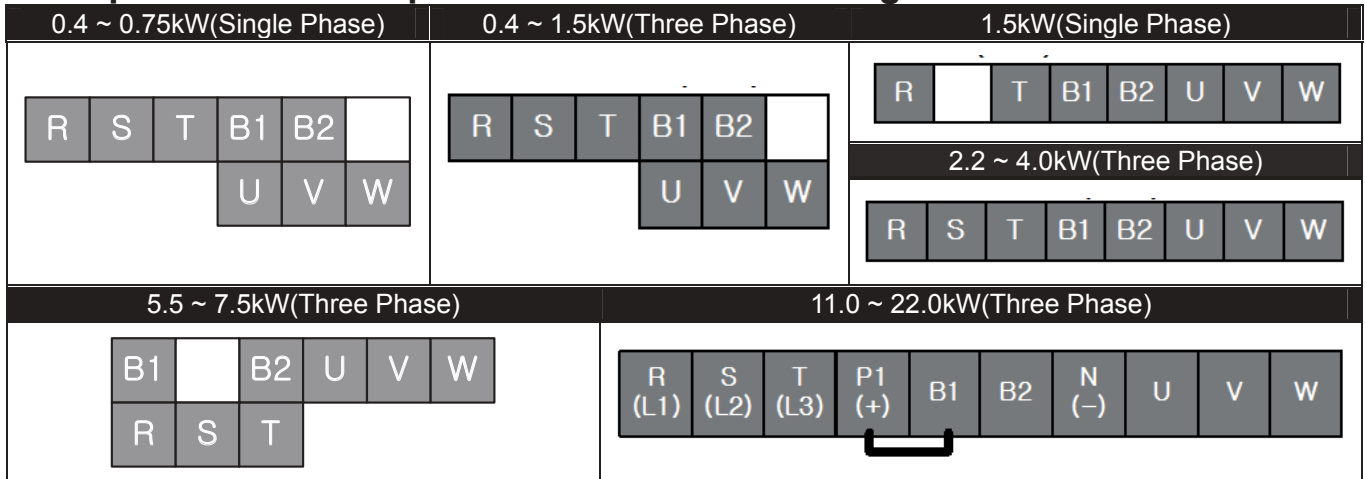 0.4 ~ 0.75kW(Single Phase)
0.4 ~ 1.5kW(Three Phase)
1.5kW(Single Phase)
R S T B1 B2
U V W
R S T B1 B2
U V W
R T B1 B2 U V W
2.2 ~ 4.0kW(Three Phase)
R S T B1 B2 U V W
5.5 ~ 7.5kW(Three Phase)
11.0 ~ 22.0kW(Three Phase)
B1 B2 U V W
R S T
R S T P1 B1 B2 N U V W
(L1) (L2) (L3) (+) (−)